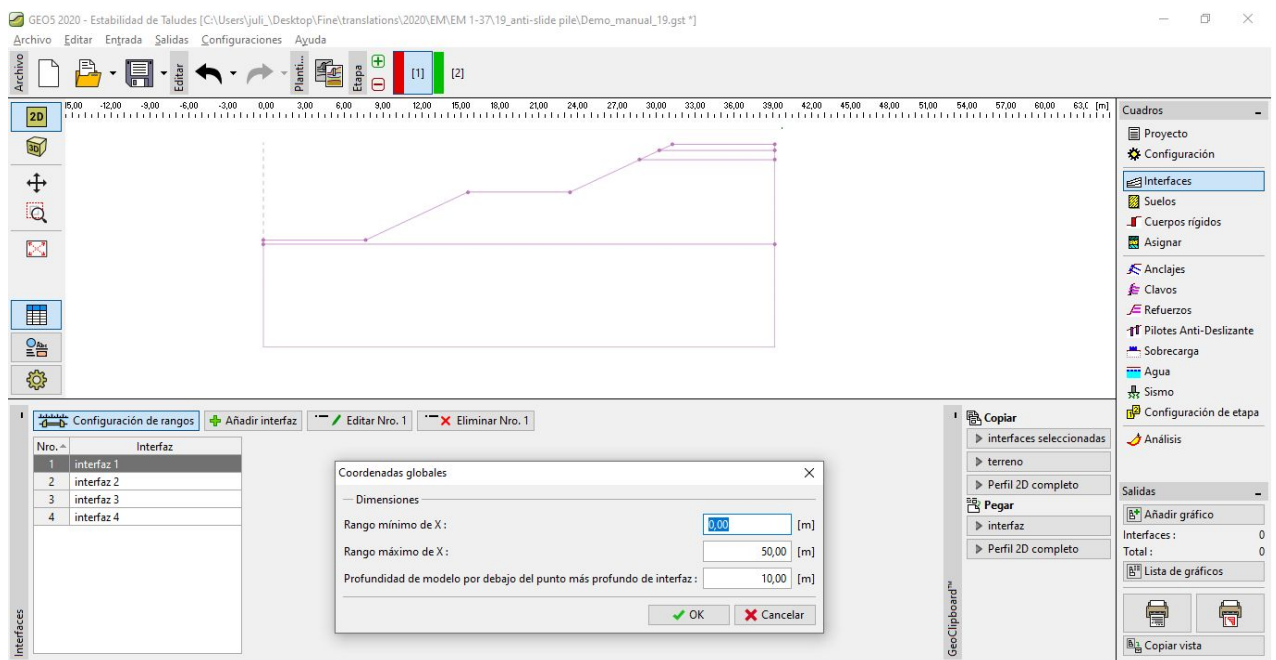 GEO5 2020 - Estabilidad de Taludes [C:\Users\juli_\Desktop\Fine\translations\2020\EM\EM 1-37\19_anti-slide pile\Demo_manual_19.gst *]
Archivo Editar Entrada Salidas Configuraciones Ayuda
Archivo
Editar
Planti...
Etapa
[1] [2]
2D
15,00 -12,00 -9,00 -6,00 -3,00 0,00 3,00 6,00 9,00 12,00 15,00 18,00 21,00 24,00 27,00 30,00 33,00 36,00 39,00 42,00 45,00 48,00 51,00 54,00 57,00 60,00 63,( [m]
3D
Cuadros
Proyecto
Configuración
Interfaces
Suelos
Cuerpos rígidos
Asignar
Anclajes
Clavos
Refuerzos
Pilotes Anti-Deslizante
Sobrecarga
Agua
Sismo
Configuración de etapa
Análisis
Configuración de rangos Añadir interfaz Editar Nro. 1 Eliminar Nro. 1
Nro. Interfaz
1 interfaz 1
2 interfaz 2
3 interfaz 3
4 interfaz 4
Interfaces
Coordenadas globales
Dimensiones
Rango mínimo de X : 0,00 [m]
Rango máximo de X : 50,00 [m]
Profundidad de modelo por debajo del punto más profundo de interfaz : 10,00 [m]
OK Cancelar
GeoClipboard™
Copiar
interfaces seleccionadas
terreno
Perfil 2D completo
Pegar
interfaz
Perfil 2D completo
Salidas
Añadir gráfico
Interfaces : 0
Total : 0
Lista de gráficos
Copiar vista